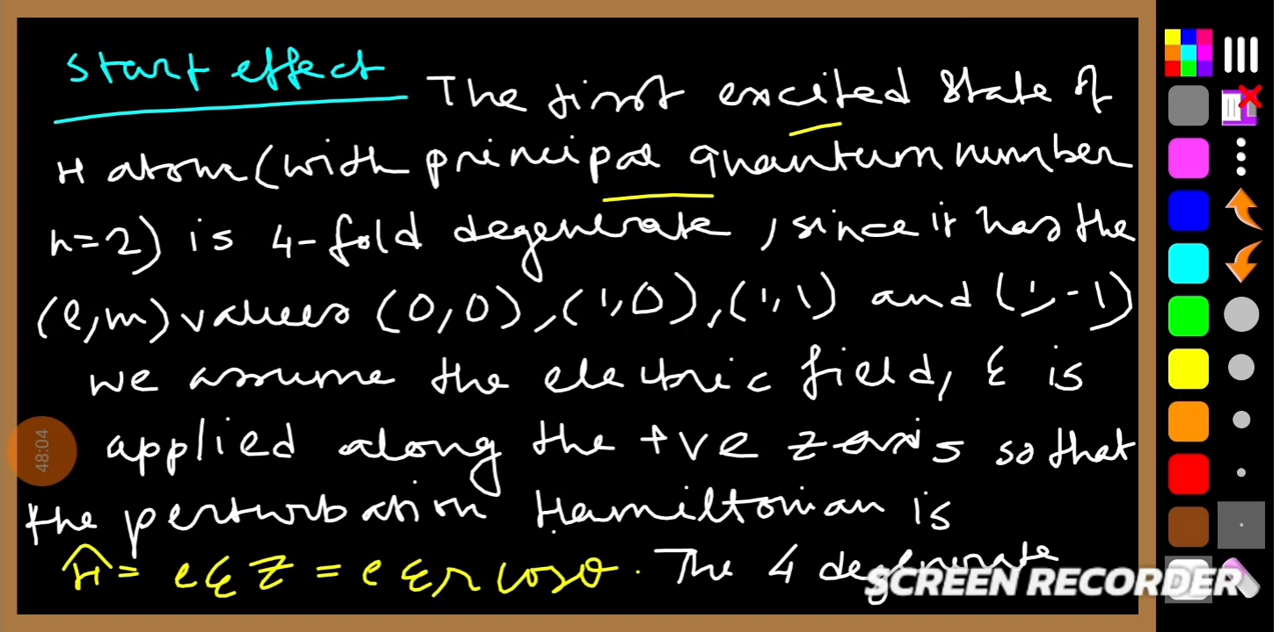 Stark effect The first excited state of
H atom (with principal quantum number
n=2) is 4-fold degenerate, since it has the
(l,m) values (0,0), (1,0), (1,1) and (1,-1)
we assume the electric field, ε is
applied along the +ve z axis so that
the perturbation Hamiltonian is
Ĥ = eεz = eεr cosθ. The 4 degenerate
48:04
SCREEN RECORDER